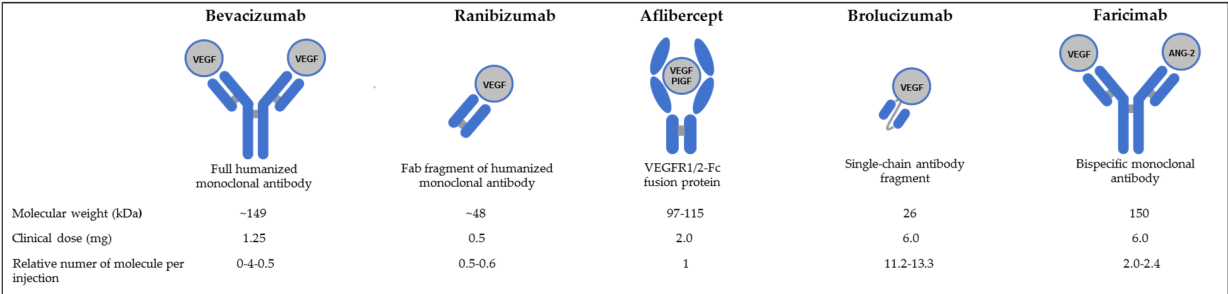 Bevacizumab Ranibizumab Aflibercept Brolucizumab Faricimab
VEGF VEGF VEGF VEGF PlGF VEGF VEGF ANG-2
Full humanized monoclonal antibody
Fab fragment of humanized monoclonal antibody
VEGFR1/2-Fc fusion protein
Single-chain antibody fragment
Bispecific monoclonal antibody
Molecular weight (kDa) ~149 ~48 97-115 26 150
Clinical dose (mg) 1.25 0.5 2.0 6.0 6.0
Relative numer of molecule per injection 0-4-0.5 0.5-0.6 1 11.2-13.3 2.0-2.4